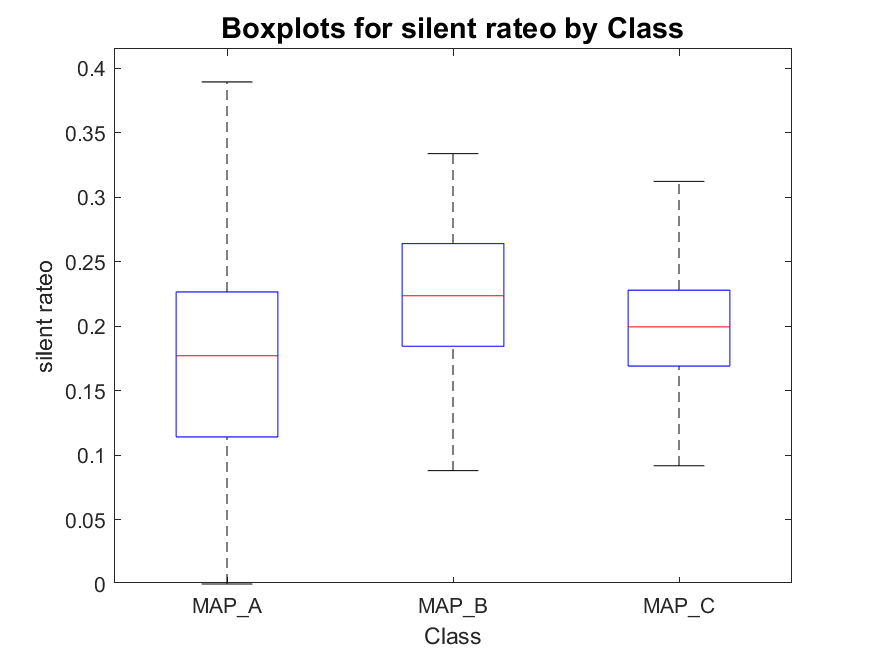 Boxplots for silent rateo by Class
0.4
0.35
0.3
0.25
0.2
0.15
0.1
0.05
0
silent rateo
MAP_A MAP_B MAP_C
Class